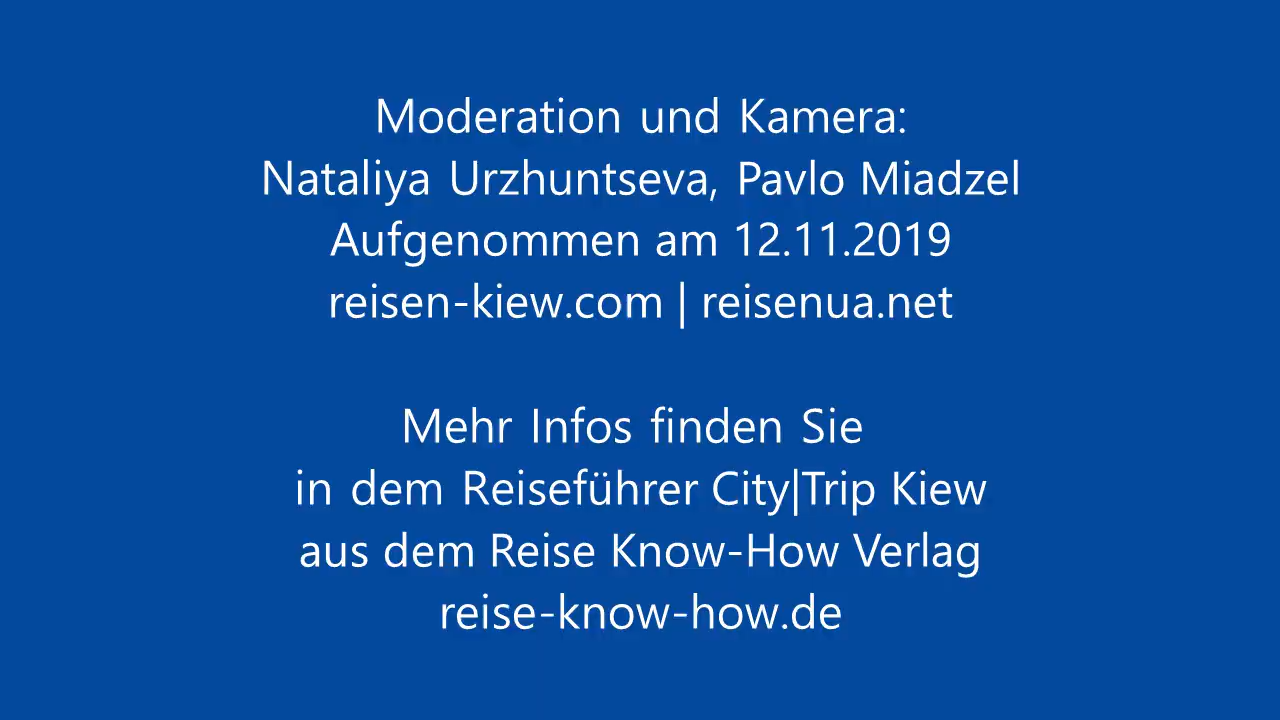 Moderation und Kamera:
Nataliya Urzhuntseva, Pavlo Miadzel
Aufgenommen am 12.11.2019
reisen-kiew.com | reisenua.net
Mehr Infos finden Sie
in dem Reiseführer City|Trip Kiew
aus dem Reise Know-How Verlag
reise-know-how.de